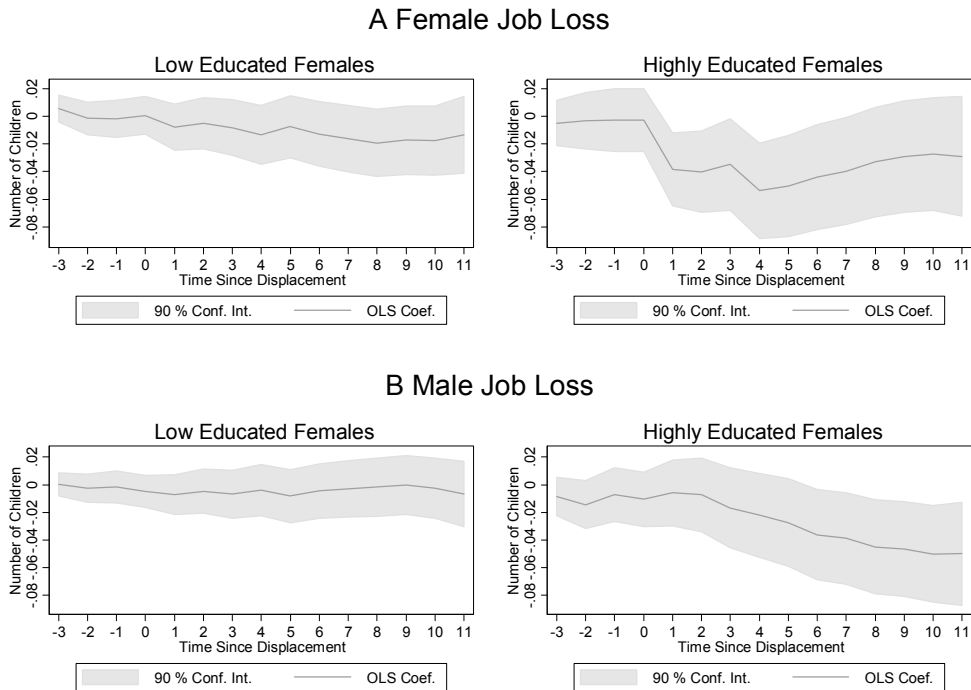 A Female Job Loss
Low Educated Females
Number of Children
-.08 -.06 -.04 -.02 0 .02
-3 -2 -1 0 1 2 3 4 5 6 7 8 9 10 11
Time Since Displacement
90 % Conf. Int. OLS Coef.
Highly Educated Females
Number of Children
-.08 -.06 -.04 -.02 0 .02
-3 -2 -1 0 1 2 3 4 5 6 7 8 9 10 11
Time Since Displacement
90 % Conf. Int. OLS Coef.
B Male Job Loss
Low Educated Females
Number of Children
-.08 -.06 -.04 -.02 0 .02
-3 -2 -1 0 1 2 3 4 5 6 7 8 9 10 11
Time Since Displacement
90 % Conf. Int. OLS Coef.
Highly Educated Females
Number of Children
-.08 -.06 -.04 -.02 0 .02
-3 -2 -1 0 1 2 3 4 5 6 7 8 9 10 11
Time Since Displacement
90 % Conf. Int. OLS Coef.